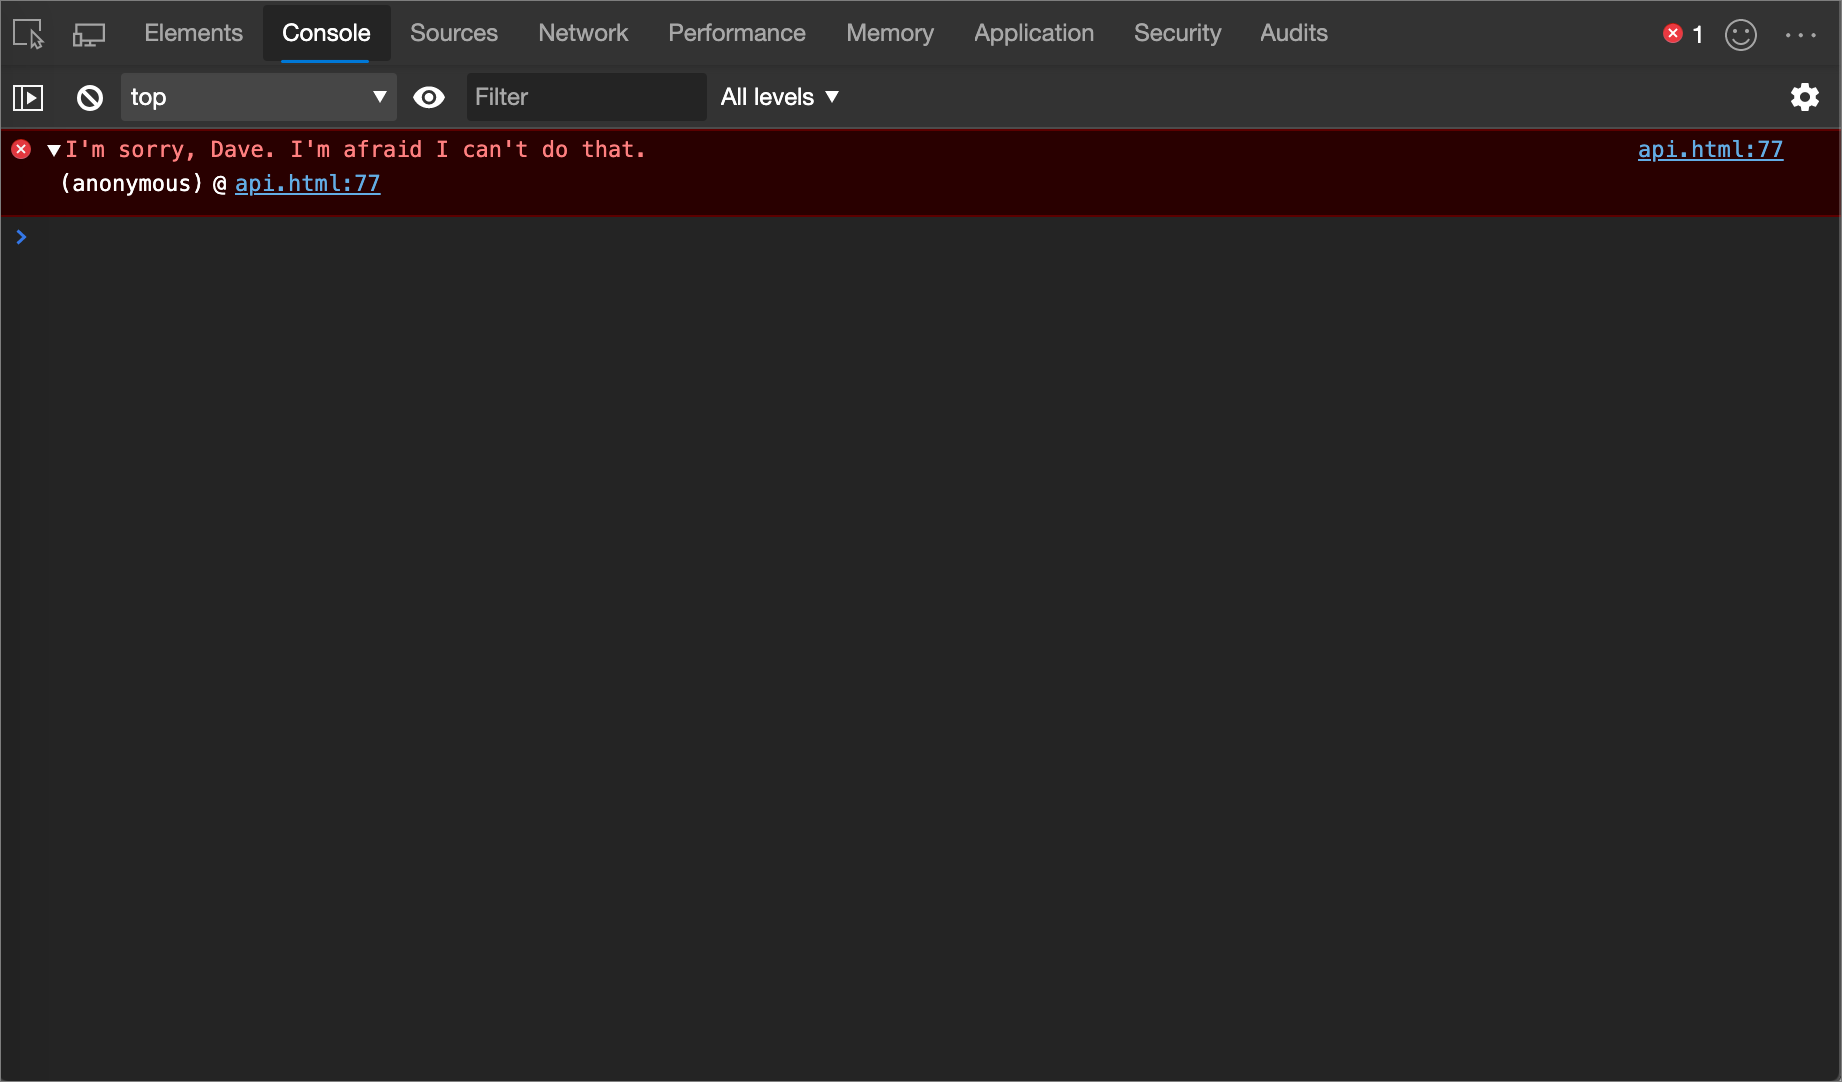 Elements Console Sources Network Performance Memory Application Security Audits 1
top Filter All levels
I'm sorry, Dave. I'm afraid I can't do that. api.html:77
(anonymous) @ api.html:77